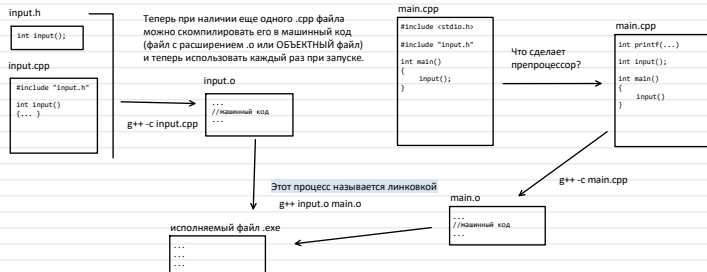 input.h
int input();
input.cpp
#include "input.h"
int input()
{... }
Теперь при наличии еще одного .cpp файла
можно скомпилировать его в машинный код
(файл с расширением .o или ОБЪЕКТНЫЙ файл)
и теперь использовать каждый раз при запуске.
input.o
...
//машинный код
...
g++ -c input.cpp
main.cpp
#include <stdio.h>
#include "input.h"
int main()
{
input();
}
Что сделает
препроцессор?
main.cpp
int printf(...)
int input();
int main()
{
input()
}
g++ -c main.cpp
Этот процесс называется линковкой
g++ input.o main.o
main.o
...
//машинный код
...
исполняемый файл .exe
...
...
...